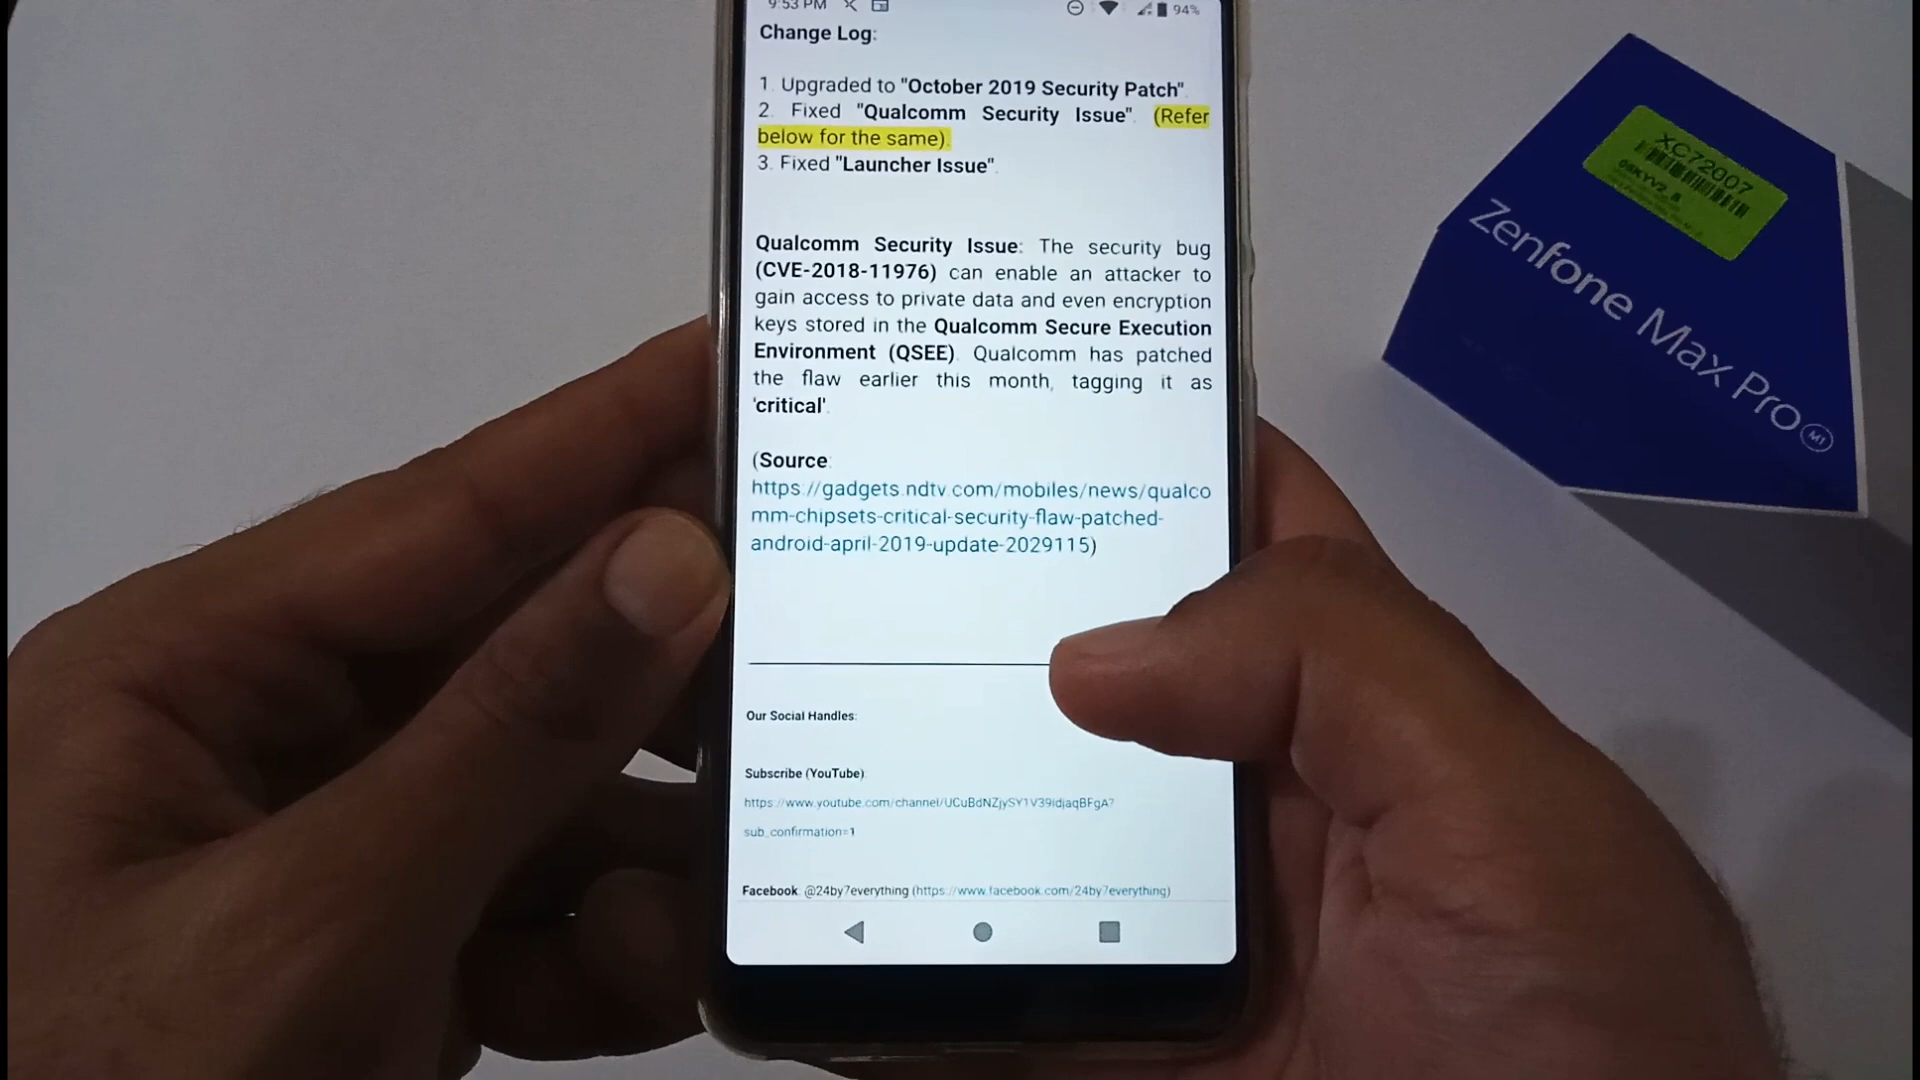 9:53 PM 94%
Change Log:
1. Upgraded to "October 2019 Security Patch".
2. Fixed "Qualcomm Security Issue". (Refer
below for the same).
3. Fixed "Launcher Issue".
Qualcomm Security Issue: The security bug
(CVE-2018-11976) can enable an attacker to
gain access to private data and even encryption
keys stored in the Qualcomm Secure Execution
Environment (QSEE). Qualcomm has patched
the flaw earlier this month, tagging it as
'critical'.
(Source:
https://gadgets.ndtv.com/mobiles/news/qualco
mm-chipsets-critical-security-flaw-patched-
android-april-2019-update-2029115)
Our Social Handles:
Subscribe (YouTube):
https://www.youtube.com/channel/UCuBdNZjySY1V39idjaqBFgA?
sub_confirmation=1
Facebook: @24by7everything (https://www.facebook.com/24by7everything)
XC72007
Zenfone Max Pro M1